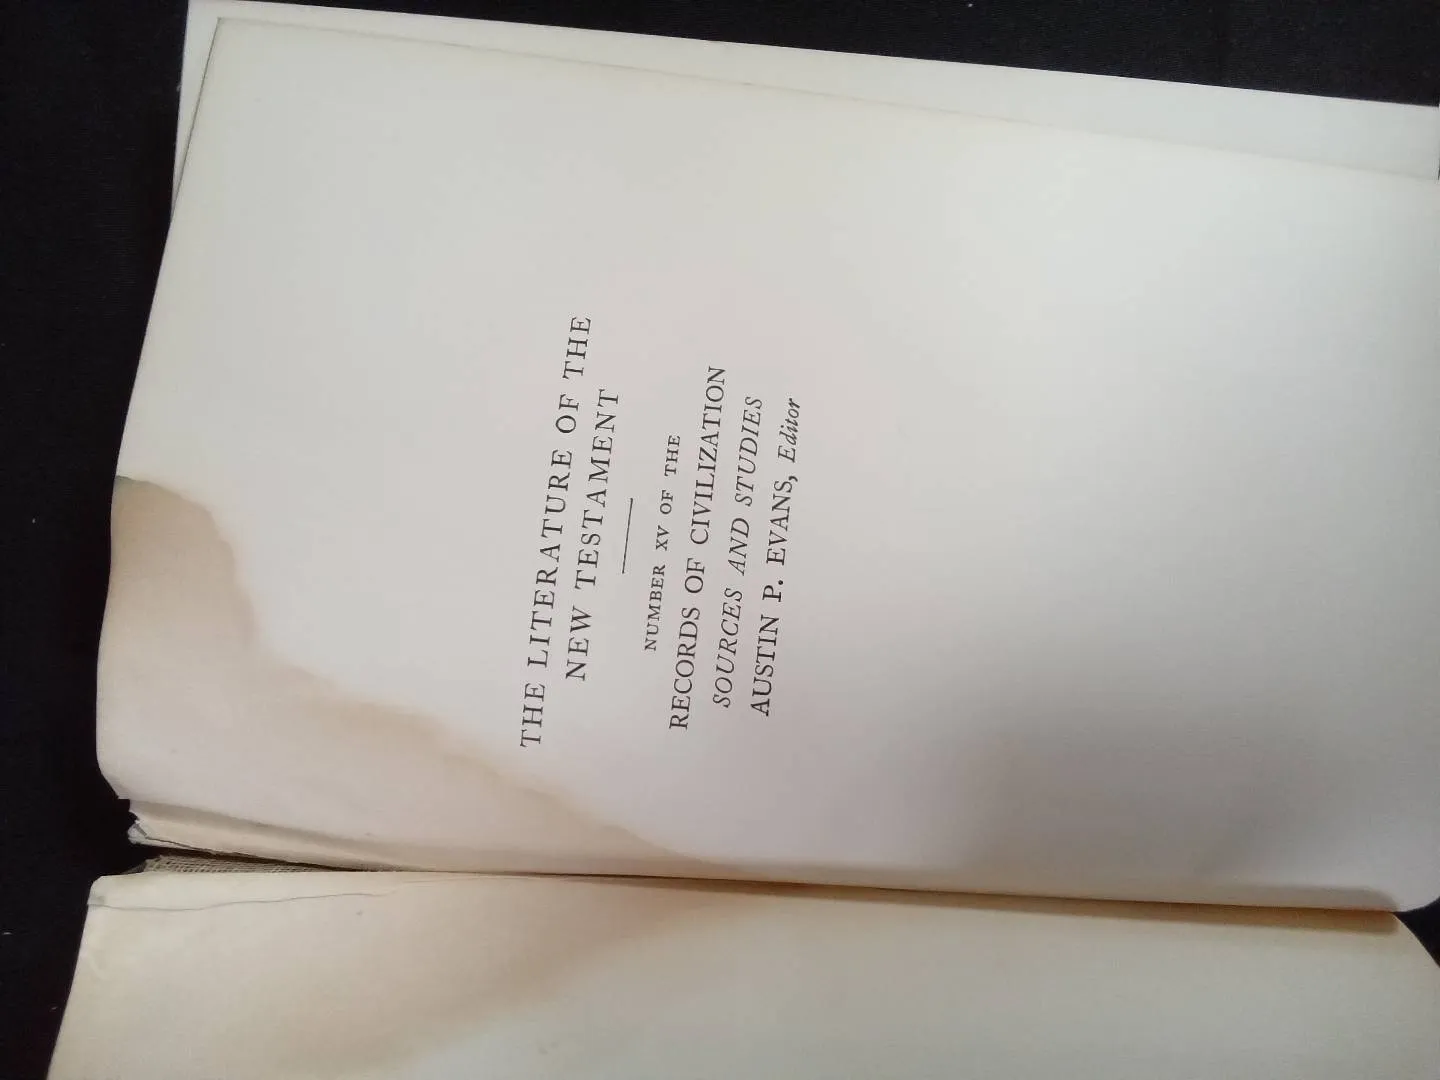 THE LITERATURE OF THE
NEW TESTAMENT
NUMBER XV OF THE
RECORDS OF CIVILIZATION
SOURCES AND STUDIES
AUSTIN P. EVANS, Editor